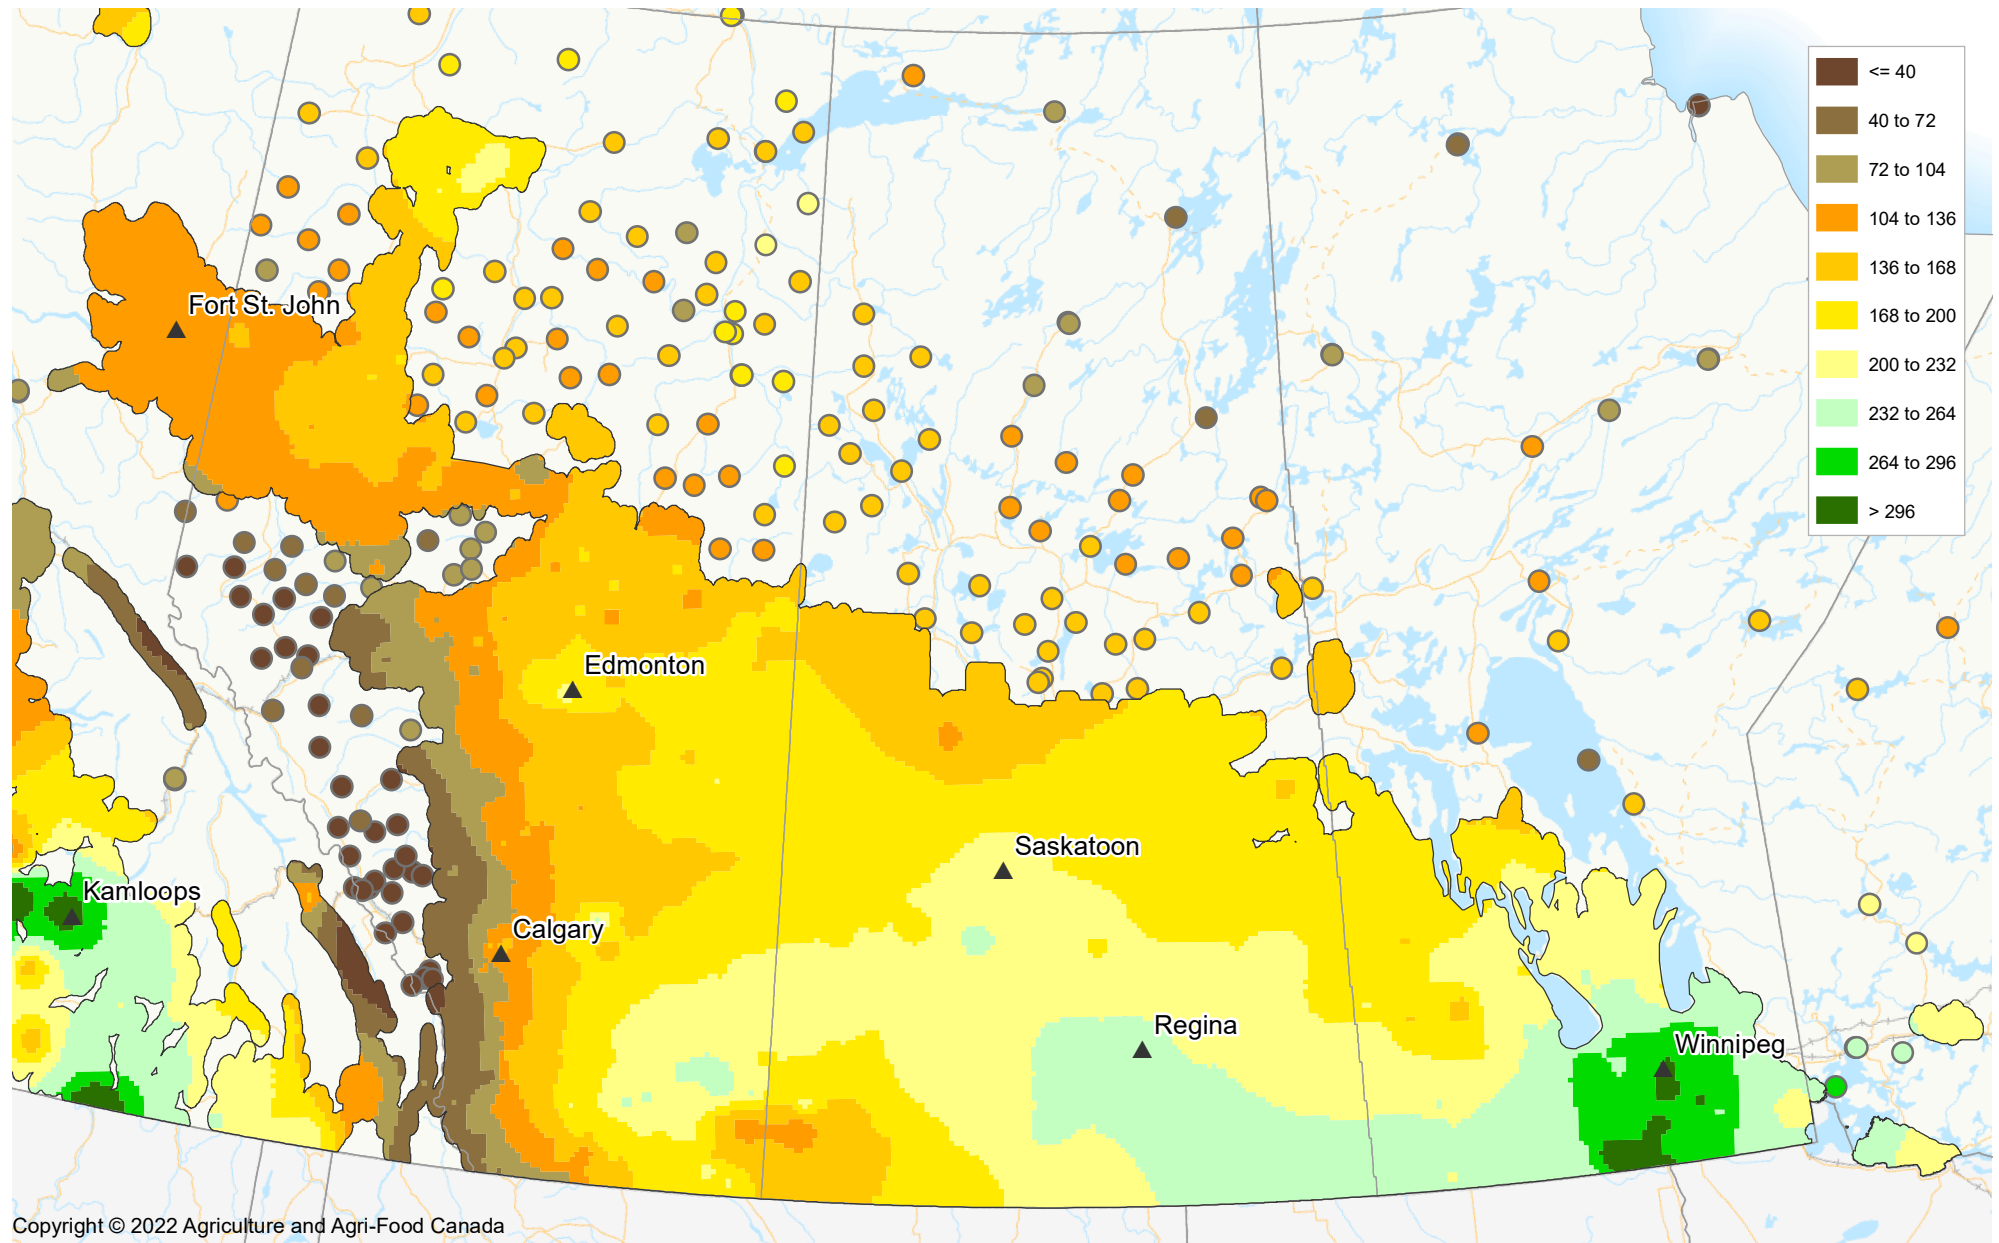 <= 40
40 to 72
72 to 104
104 to 136
136 to 168
168 to 200
200 to 232
232 to 264
264 to 296
> 296
Fort St. John
Edmonton
Saskatoon
Kamloops
Calgary
Regina
Winnipeg
Copyright © 2022 Agriculture and Agri-Food Canada